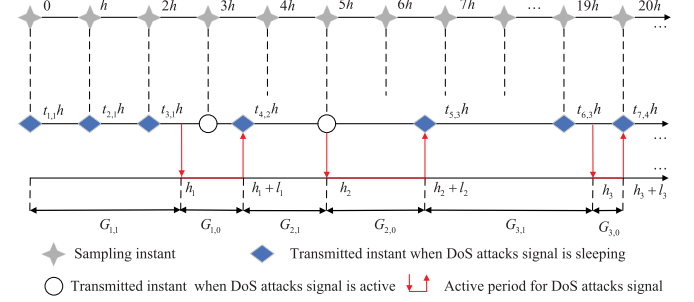 0 h 2h 3h 4h 5h 6h 7h ... 19h 20h
...
t1,1h t2,1h t3,1h t4,2h t5,3h t6,3h t7,4h
...
...
h1 h1 + l1 h2 h2 + l2 h3 h3 + l3
G1,1 G1,0 G2,1 G2,0 G3,1 G3,0
Sampling instant Transmitted instant when DoS attacks signal is sleeping
Transmitted instant when DoS attacks signal is active Active period for DoS attacks signal